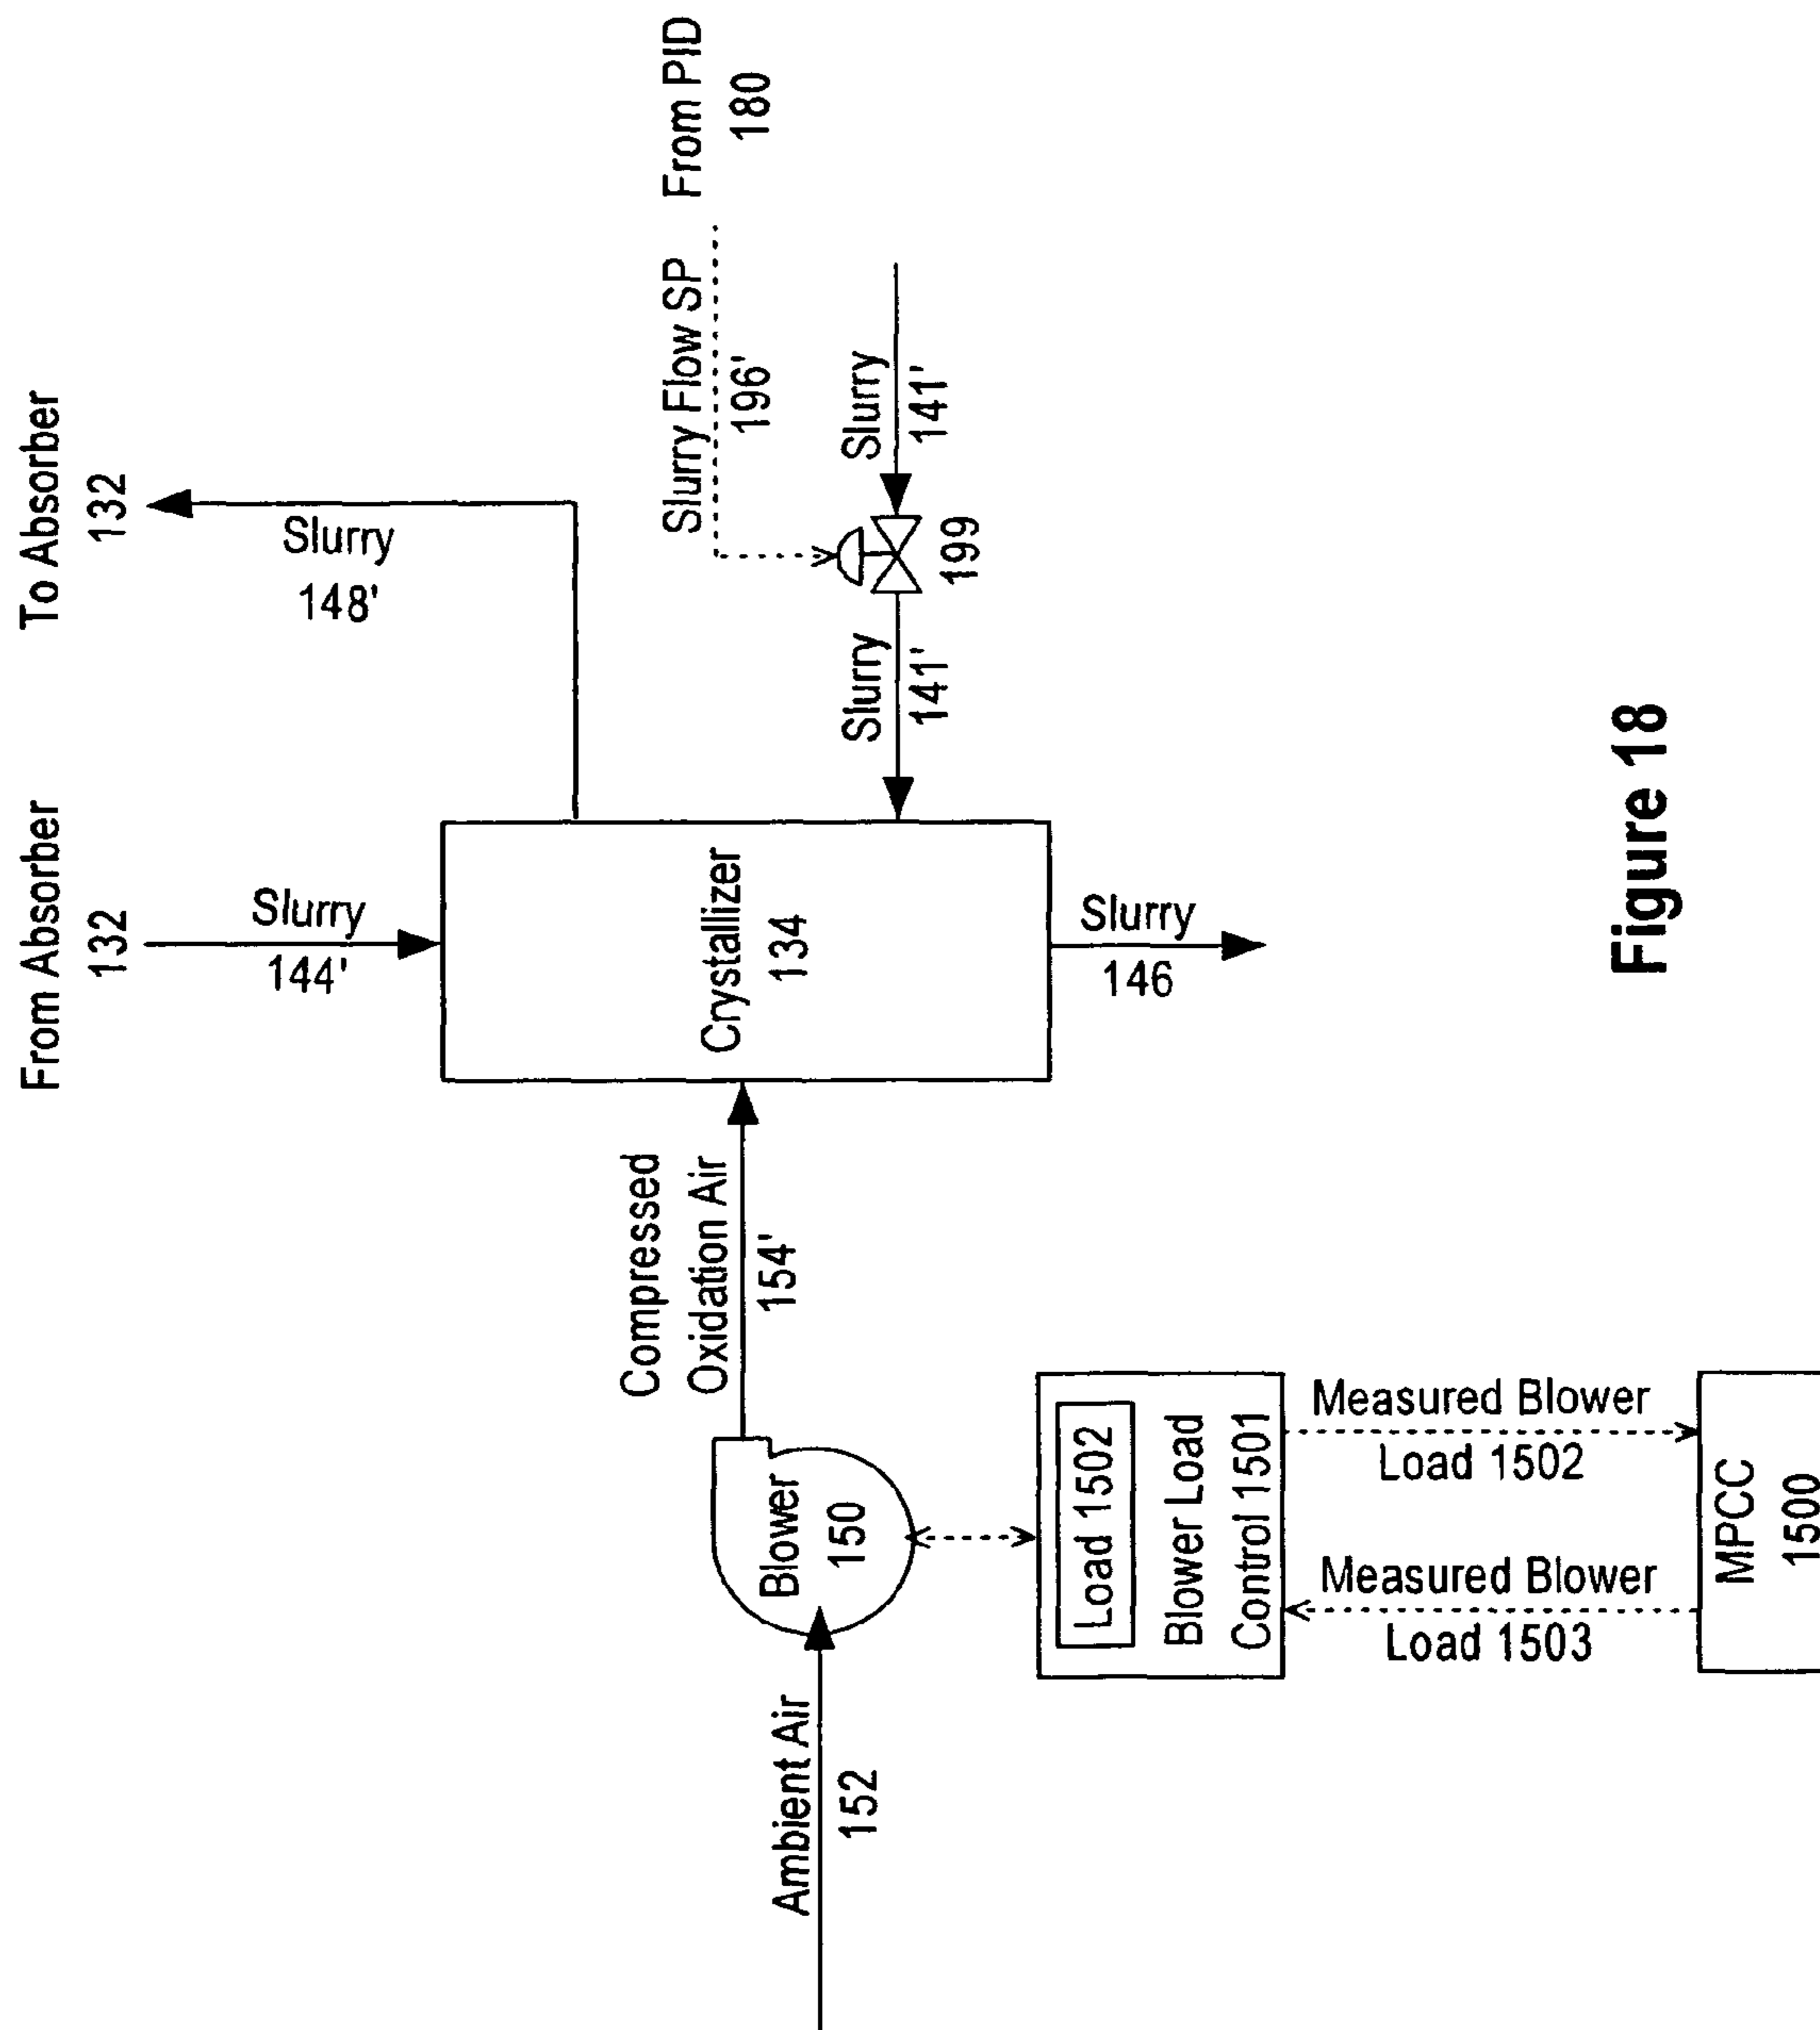 From Absorber
132
To Absorber
132
Slurry
144'
Slurry
148'
From PID
180
Slurry Flow SP
196'
Slurry
141'
Slurry
141'
199
Crystallizer
134
Slurry
146
Compressed
Oxidation Air
154'
Blower
150
Ambient Air
152
Load 1502
Blower Load
Control 1501
Measured Blower
Load 1502
Measured Blower
Load 1503
MPCC
1500
Figure 18